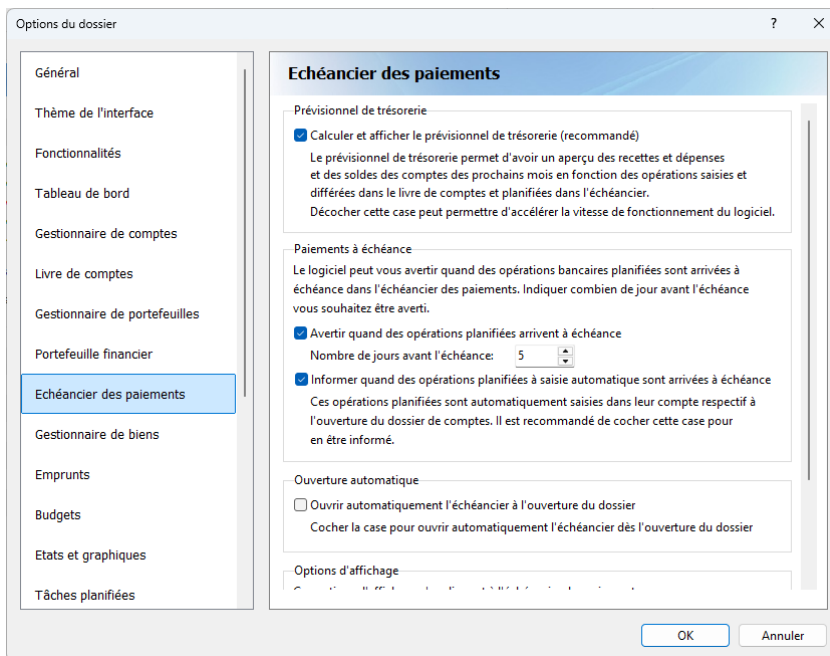 Options du dossier
?
Général
Thème de l'interface
Fonctionnalités
Tableau de bord
Gestionnaire de comptes
Livre de comptes
Gestionnaire de portefeuilles
Portefeuille financier
Echéancier des paiements
Gestionnaire de biens
Emprunts
Budgets
Etats et graphiques
Tâches planifiées
Echéancier des paiements
Prévisionnel de trésorerie
Calculer et afficher le prévisionnel de trésorerie (recommandé)
Le prévisionnel de trésorerie permet d'avoir un aperçu des recettes et dépenses
et des soldes des comptes des prochains mois en fonction des opérations saisies et
différées dans le livre de comptes et planifiées dans l'échéancier.
Décocher cette case peut permettre d'accélérer la vitesse de fonctionnement du logiciel.
Paiements à échéance
Le logiciel peut vous avertir quand des opérations bancaires planifiées sont arrivées à
échéance dans l'échéancier des paiements. Indiquer combien de jour avant l'échéance
vous souhaitez être averti.
Avertir quand des opérations planifiées arrivent à échéance
Nombre de jours avant l'échéance: 5
Informer quand des opérations planifiées à saisie automatique sont arrivées à échéance
Ces opérations planifiées sont automatiquement saisies dans leur compte respectif à
l'ouverture du dossier de comptes. Il est recommandé de cocher cette case pour
en être informé.
Ouverture automatique
Ouvrir automatiquement l'échéancier à l'ouverture du dossier
Cocher la case pour ouvrir automatiquement l'échéancier dès l'ouverture du dossier
Options d'affichage
OK
Annuler